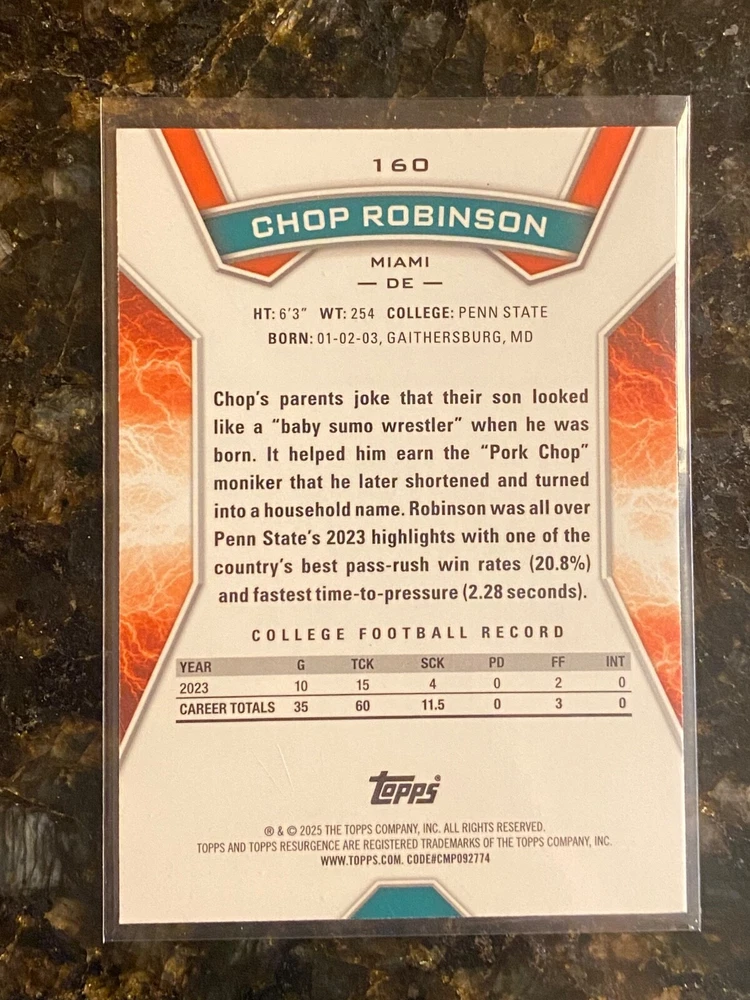 160
CHOP ROBINSON
MIAMI
— DE —
HT: 6'3" WT: 254 COLLEGE: PENN STATE
BORN: 01-02-03, GAITHERSBURG, MD
Chop's parents joke that their son looked
like a "baby sumo wrestler" when he was
born. It helped him earn the "Pork Chop"
moniker that he later shortened and turned
into a household name. Robinson was all over
Penn State's 2023 highlights with one of the
country's best pass-rush win rates (20.8%)
and fastest time-to-pressure (2.28 seconds).
COLLEGE FOOTBALL RECORD
YEAR G TCK SCK PD FF INT
2023 10 15 4 0 2 0
CAREER TOTALS 35 60 11.5 0 3 0
Topps®
® & © 2025 THE TOPPS COMPANY, INC. ALL RIGHTS RESERVED.
TOPPS AND TOPPS RESURGENCE ARE REGISTERED TRADEMARKS OF THE TOPPS COMPANY, INC.
WWW.TOPPS.COM. CODE#CMP092774